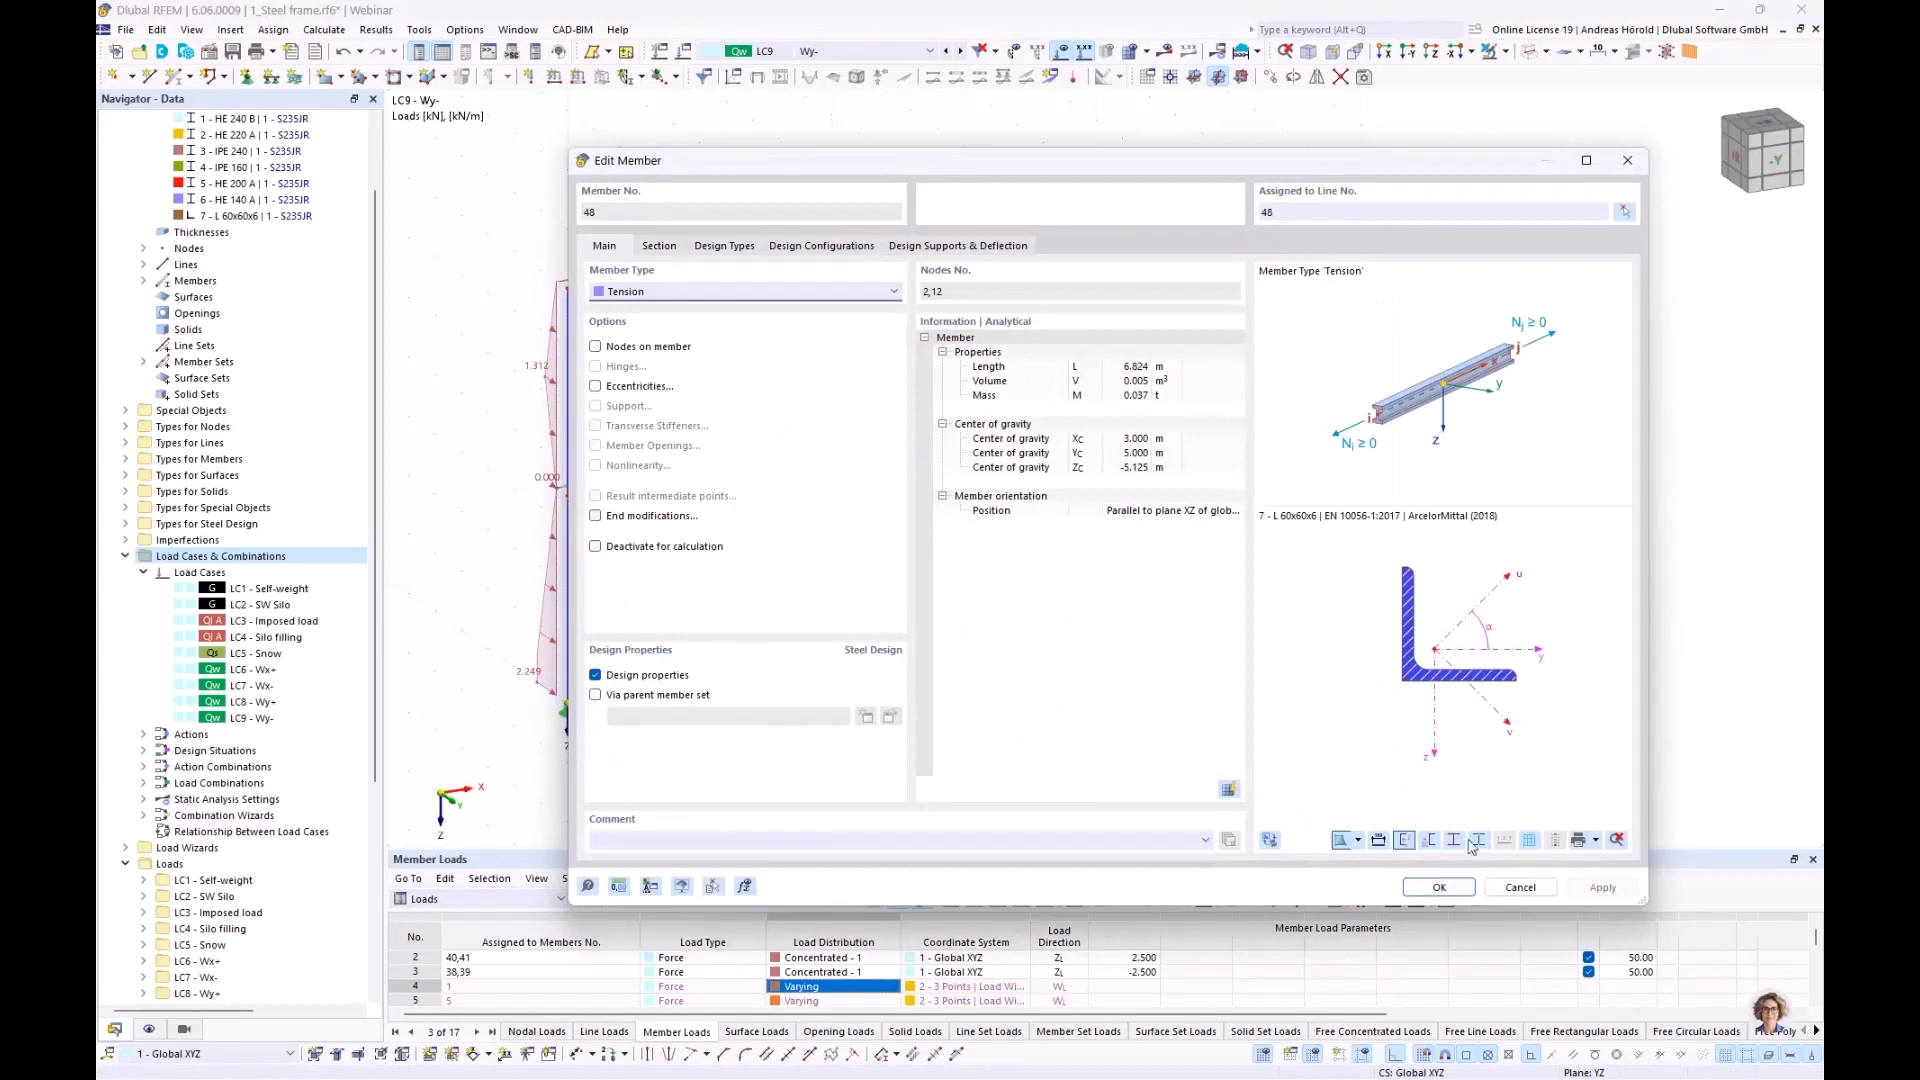 Dlubal RFEM | 6.06.0009 | 1_Steel frame.rf6* | Webinar
File Edit View Insert Assign Calculate Results Tools Options Window CAD-BIM Help
Type a keyword (Alt+Q)
Online License 19 | Andreas Hörold | Dlubal Software GmbH
Qw LC9 Wy-
Navigator - Data
1 - HE 240 B | 1 - S235JR
2 - HE 220 A | 1 - S235JR
3 - IPE 240 | 1 - S235JR
4 - IPE 160 | 1 - S235JR
5 - HE 200 A | 1 - S235JR
6 - HE 140 A | 1 - S235JR
7 - L 60x60x6 | 1 - S235JR
Thicknesses
Nodes
Lines
Members
Surfaces
Openings
Solids
Line Sets
Member Sets
Surface Sets
Solid Sets
Special Objects
Types for Nodes
Types for Lines
Types for Members
Types for Surfaces
Types for Solids
Types for Special Objects
Types for Steel Design
Imperfections
Load Cases & Combinations
Load Cases
G LC1 - Self-weight
G LC2 - SW Silo
QI A LC3 - Imposed load
QI A LC4 - Silo filling
Qs LC5 - Snow
Qw LC6 - Wx+
Qw LC7 - Wx-
Qw LC8 - Wy+
Qw LC9 - Wy-
Actions
Design Situations
Action Combinations
Load Combinations
Static Analysis Settings
Combination Wizards
Relationship Between Load Cases
Load Wizards
Loads
LC1 - Self-weight
LC2 - SW Silo
LC3 - Imposed load
LC4 - Silo filling
LC5 - Snow
LC6 - Wx+
LC7 - Wx-
LC8 - Wy+
LC9 - Wy-
Loads [kN], [kN/m]
1.312
0.000
2.249
X
Y
Z
-Y
Edit Member
Member No.
48
Assigned to Line No.
48
Main Section Design Types Design Configurations Design Supports & Deflection
Member Type
Tension
Options
Nodes on member
Hinges...
Eccentricities...
Support...
Transverse Stiffeners...
Member Openings...
Nonlinearity...
Result intermediate points...
End modifications...
Deactivate for calculation
Design Properties Steel Design
Design properties
Via parent member set
Comment
Nodes No.
2,12
Information | Analytical
Member
Properties
Length L 6.824 m
Volume V 0.005 m3
Mass M 0.037 t
Center of gravity
Center of gravity XC 3.000 m
Center of gravity YC 5.000 m
Center of gravity ZC -5.125 m
Member orientation
Position Parallel to plane XZ of glob...
Member Type 'Tension'
Nj ≥ 0
j
x
y
i
z
Ni ≥ 0
7 - L 60x60x6 | EN 10056-1:2017 | ArcelorMittal (2018)
u
α
y
v
z
OK Cancel Apply
Member Loads
Go To Edit Selection View
Loads
No. Assigned to Members No. Load Type Load Distribution Coordinate System Load Direction Member Load Parameters
2 40,41 Force Concentrated - 1 1 - Global XYZ ZL 2.500 50.00
3 38,39 Force Concentrated - 1 1 - Global XYZ ZL -2.500 50.00
4 1 Force Varying 2 - 3 Points | Load Wi... WL
5 5 Force Varying 2 - 3 Points | Load Wi... WL
3 of 17
Nodal Loads Line Loads Member Loads Surface Loads Opening Loads Solid Loads Line Set Loads Member Set Loads Surface Set Loads Solid Set Loads Free Concentrated Loads Free Line Loads Free Rectangular Loads Free Circular Loads
1 - Global XYZ
CS: Global XYZ
Plane: YZ